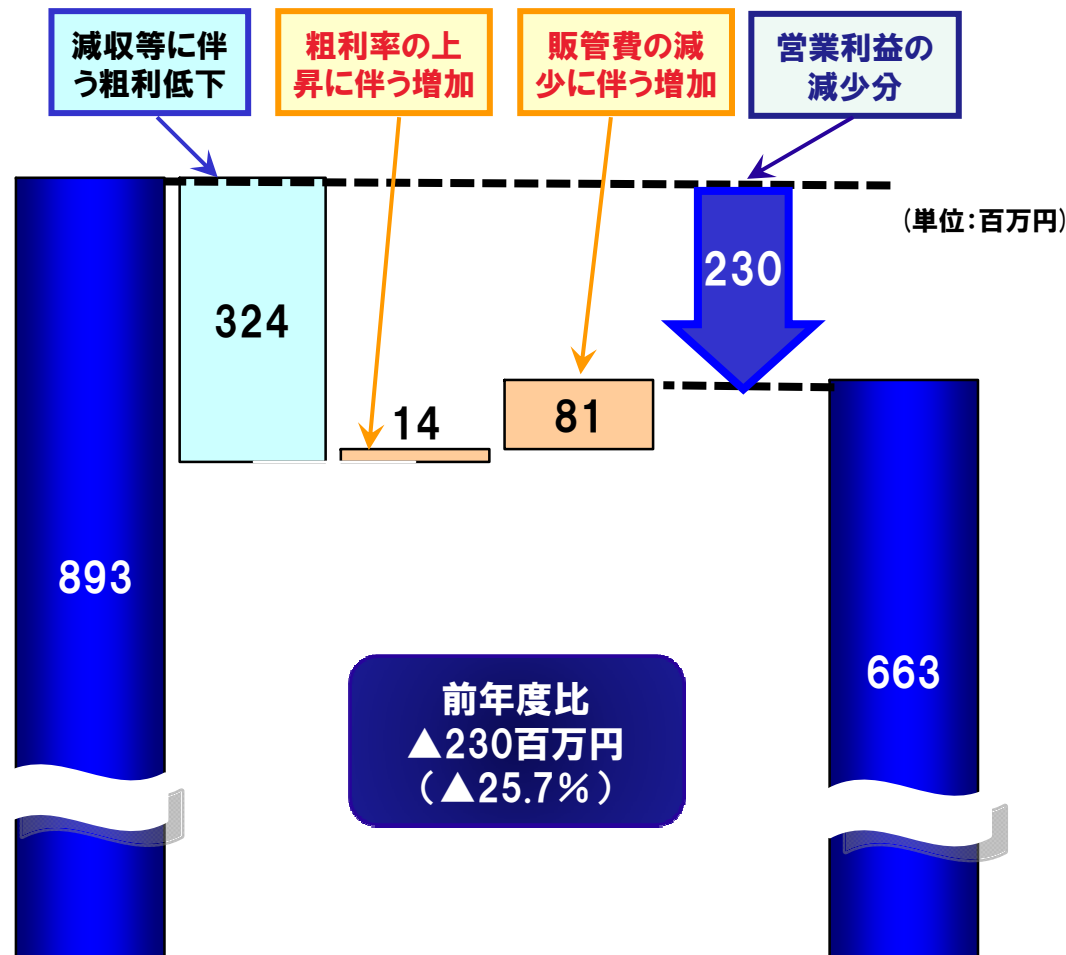 減収等に伴
う粗利低下
粗利率の上
昇に伴う増加
販管費の減
少に伴う増加
営業利益の
減少分
(単位:百万円)
230
324
14
81
893
663
前年度比
▲230百万円
(▲25.7%)